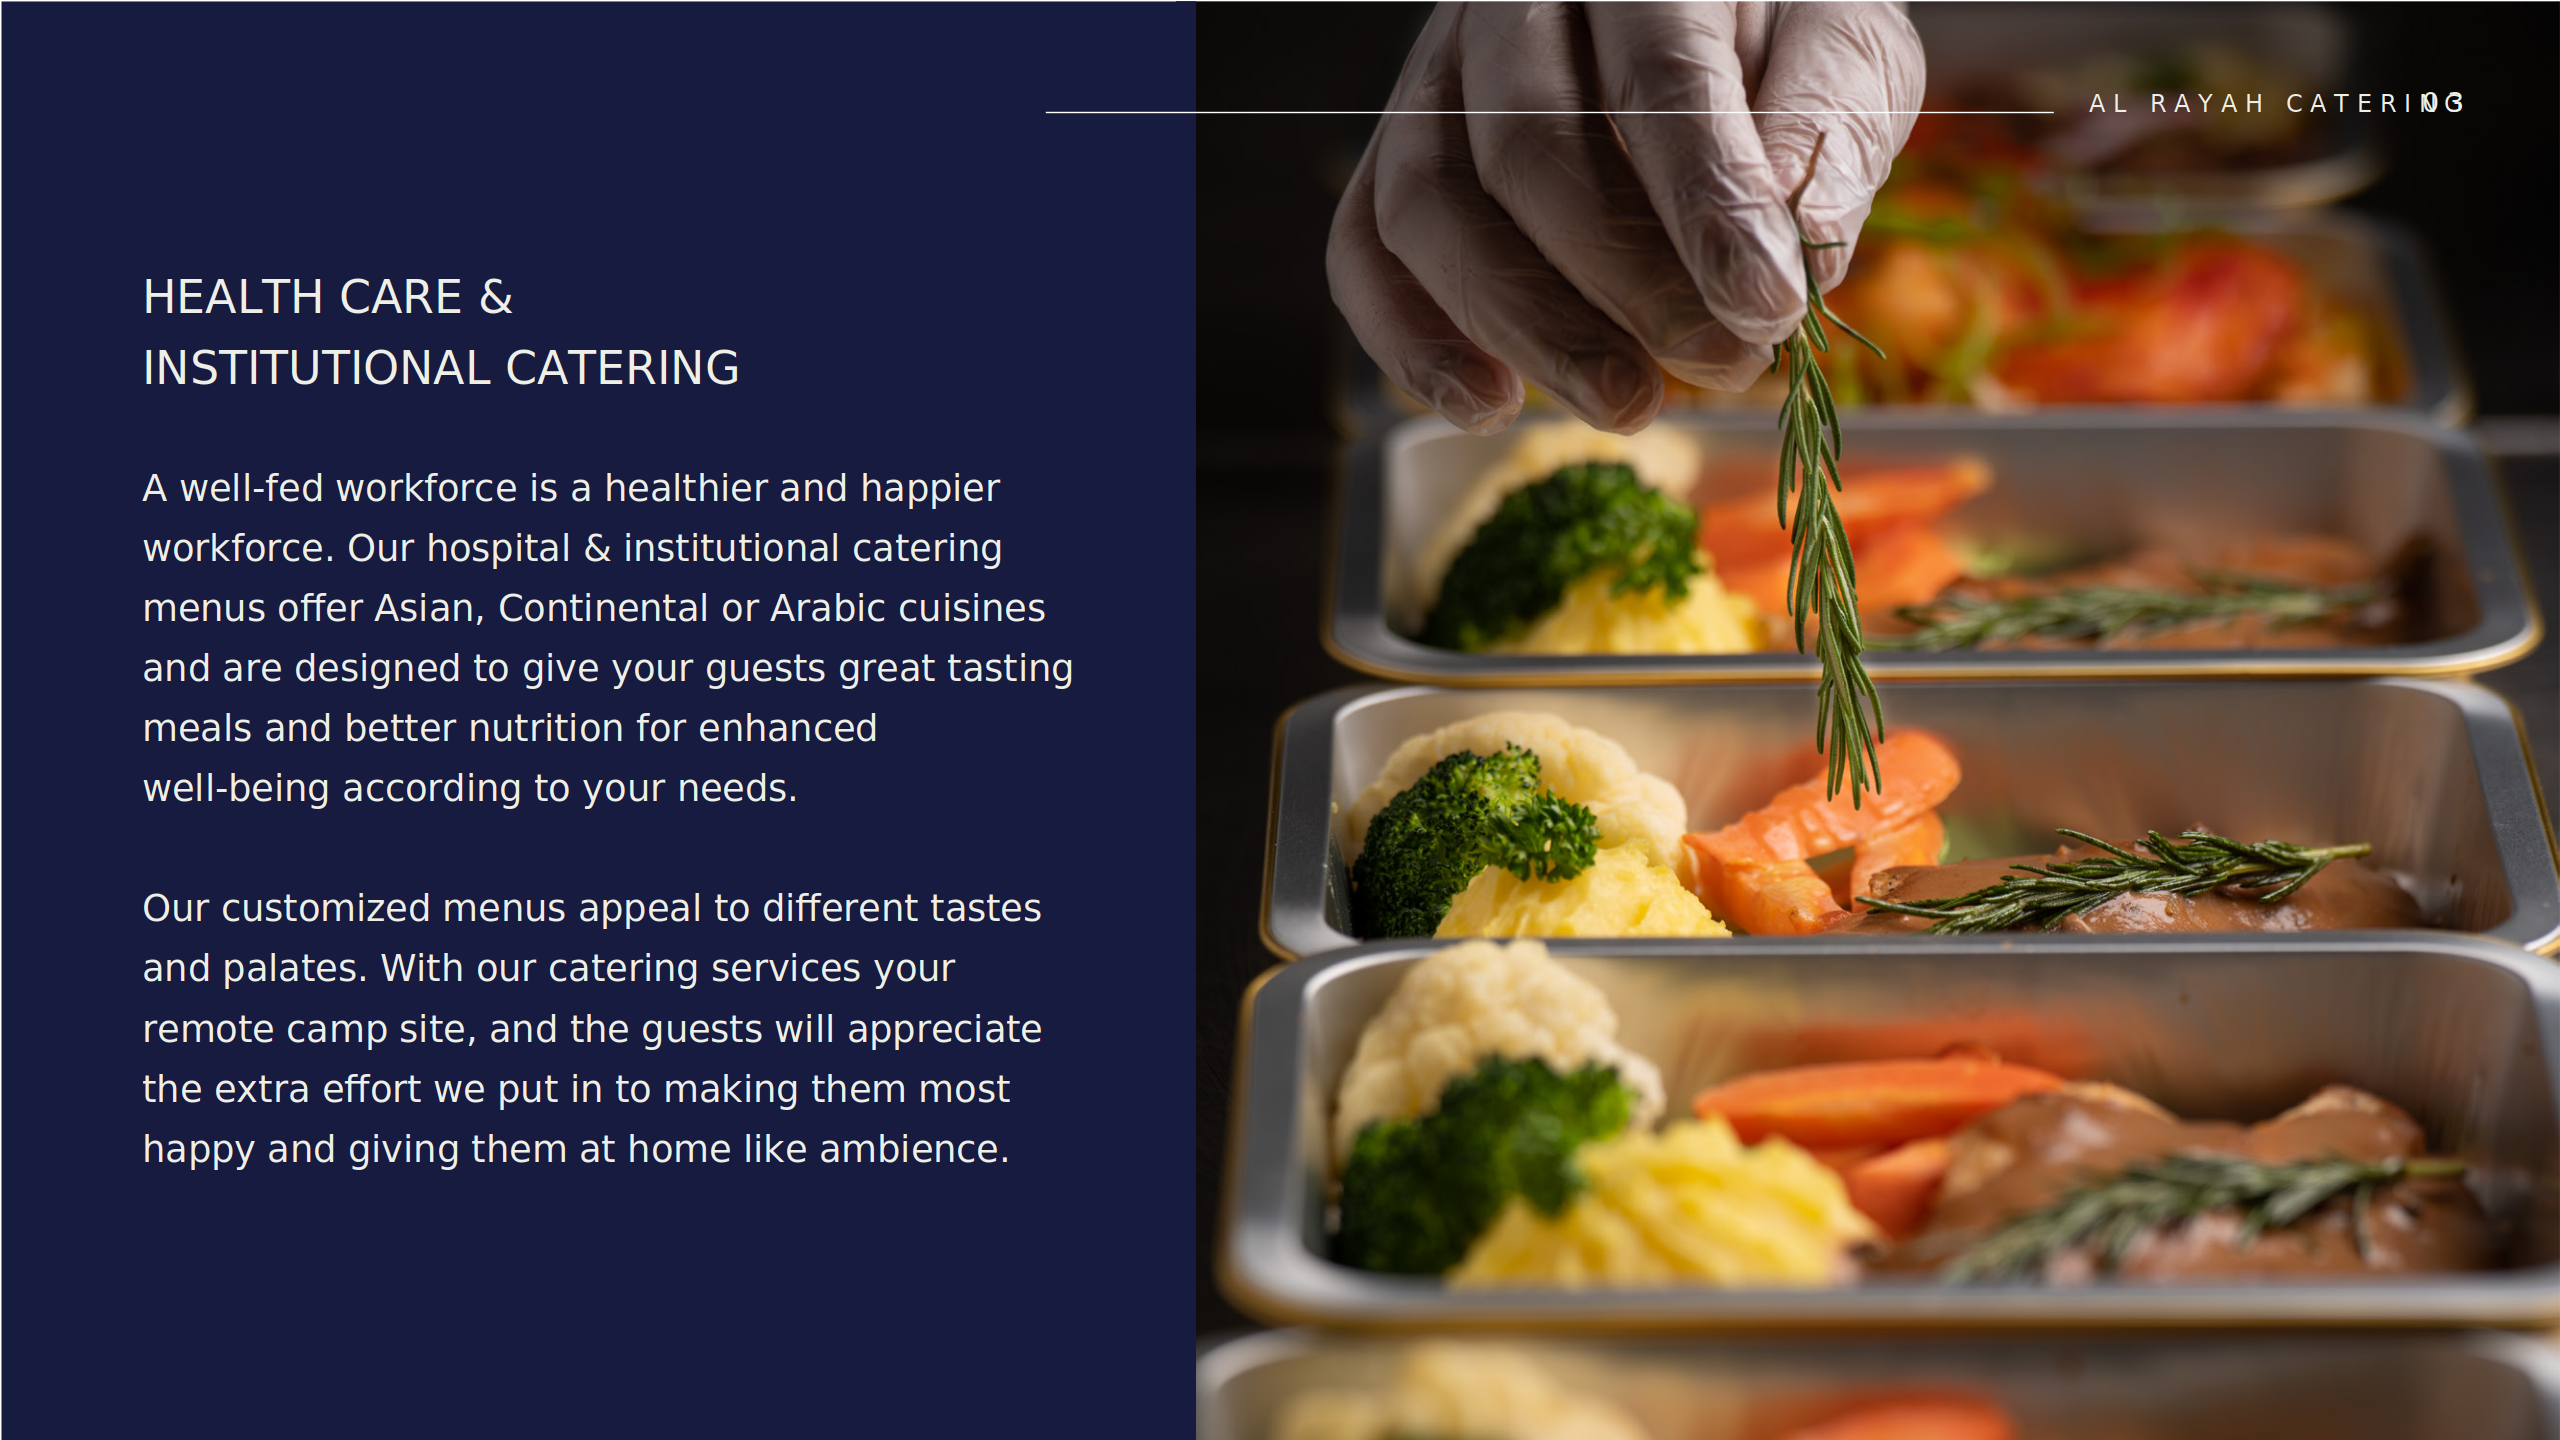 AL RAYAH CATERING
03
HEALTH CARE &
INSTITUTIONAL CATERING
A well-fed workforce is a healthier and happier
workforce. Our hospital & institutional catering
menus offer Asian, Continental or Arabic cuisines
and are designed to give your guests great tasting
meals and better nutrition for enhanced
well-being according to your needs.
Our customized menus appeal to different tastes
and palates. With our catering services your
remote camp site, and the guests will appreciate
the extra effort we put in to making them most
happy and giving them at home like ambience.